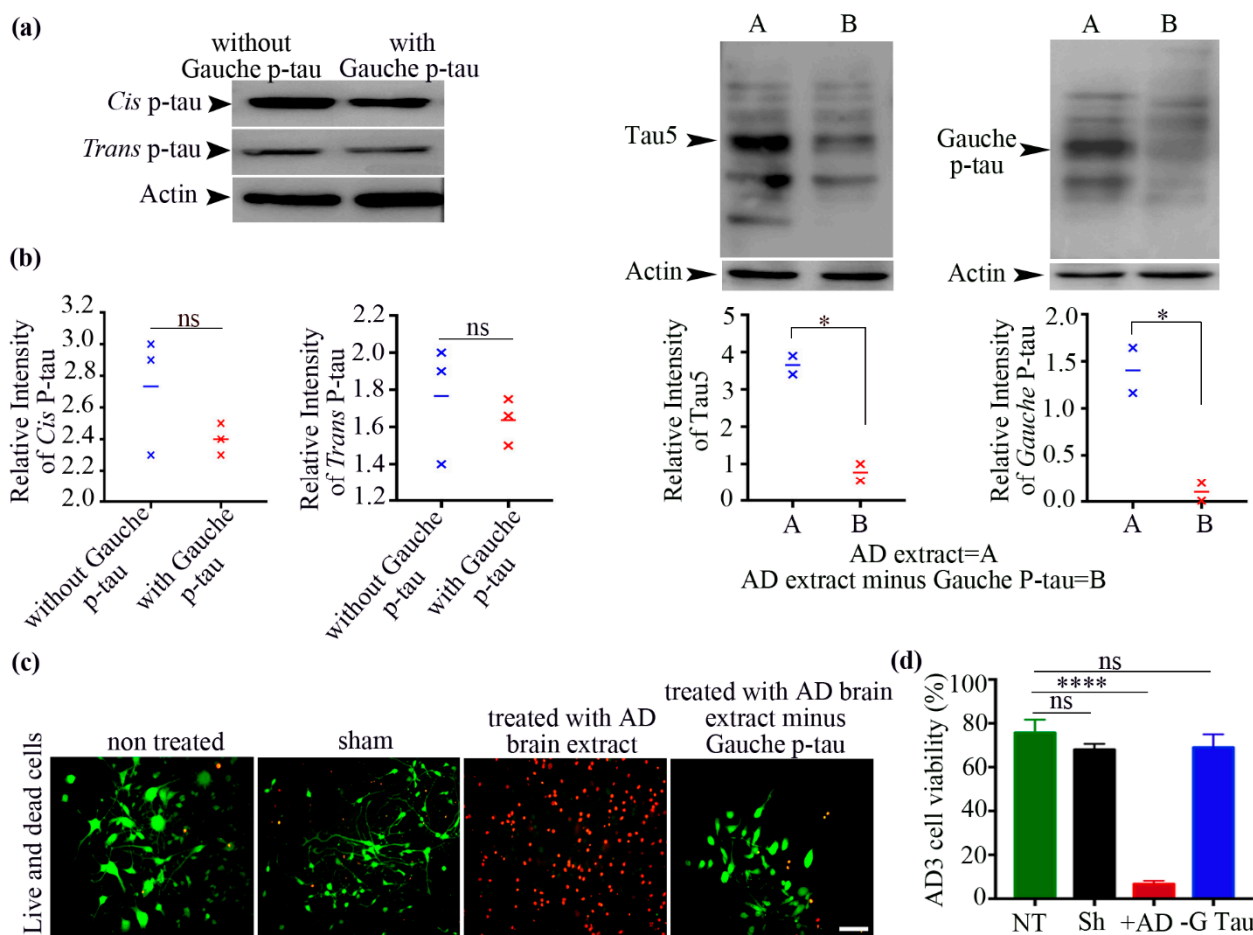 (a)
without
Gauche p-tau
with
Gauche p-tau
Cis p-tau
Trans p-tau
Actin
A B
Tau5
Actin
A B
Gauche
p-tau
Actin
(b)
Relative Intensity
of Cis P-tau
3.2
3.0
2.8
2.6
2.4
2.2
2.0
ns
without Gauche
p-tau
with Gauche
p-tau
Relative Intensity
of Trans P-tau
2.0
1.8
1.6
1.4
1.2
ns
without Gauche
p-tau
with Gauche
p-tau
Relative Intensity
of Tau5
5
4
3
2
1
0
*
A B
Relative Intensity
of Gauche P-tau
2.0
1.5
1.0
0.5
0.0
*
A B
AD extract=A
AD extract minus Gauche P-tau=B
(c)
Live and dead cells
non treated
sham
treated with AD
brain extract
treated with AD brain
extract minus
Gauche p-tau
(d)
AD3 cell viability (%)
100
80
60
40
20
0
ns
****
ns
NT Sh +AD -G Tau